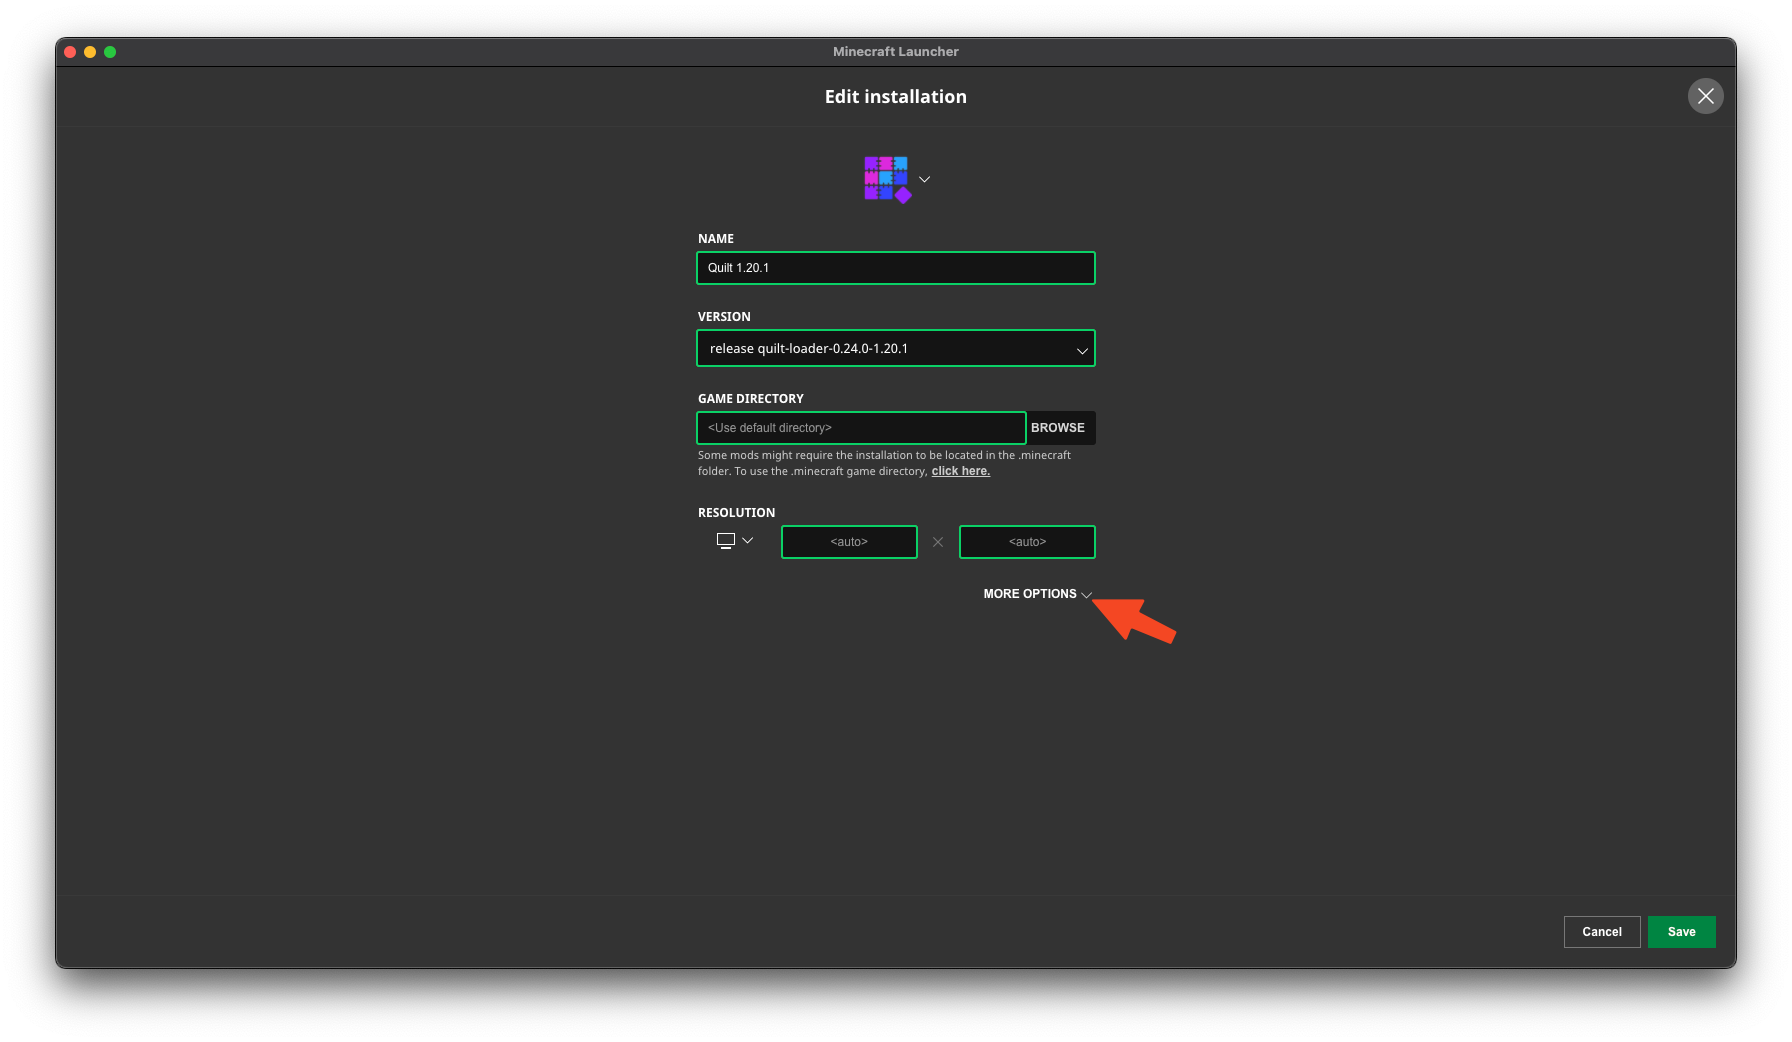 Minecraft Launcher
Edit installation
NAME
Quilt 1.20.1
VERSION
release quilt-loader-0.24.0-1.20.1
GAME DIRECTORY
<Use default directory>
BROWSE
Some mods might require the installation to be located in the .minecraft
folder. To use the .minecraft game directory, click here.
RESOLUTION
<auto>
<auto>
MORE OPTIONS
Cancel
Save